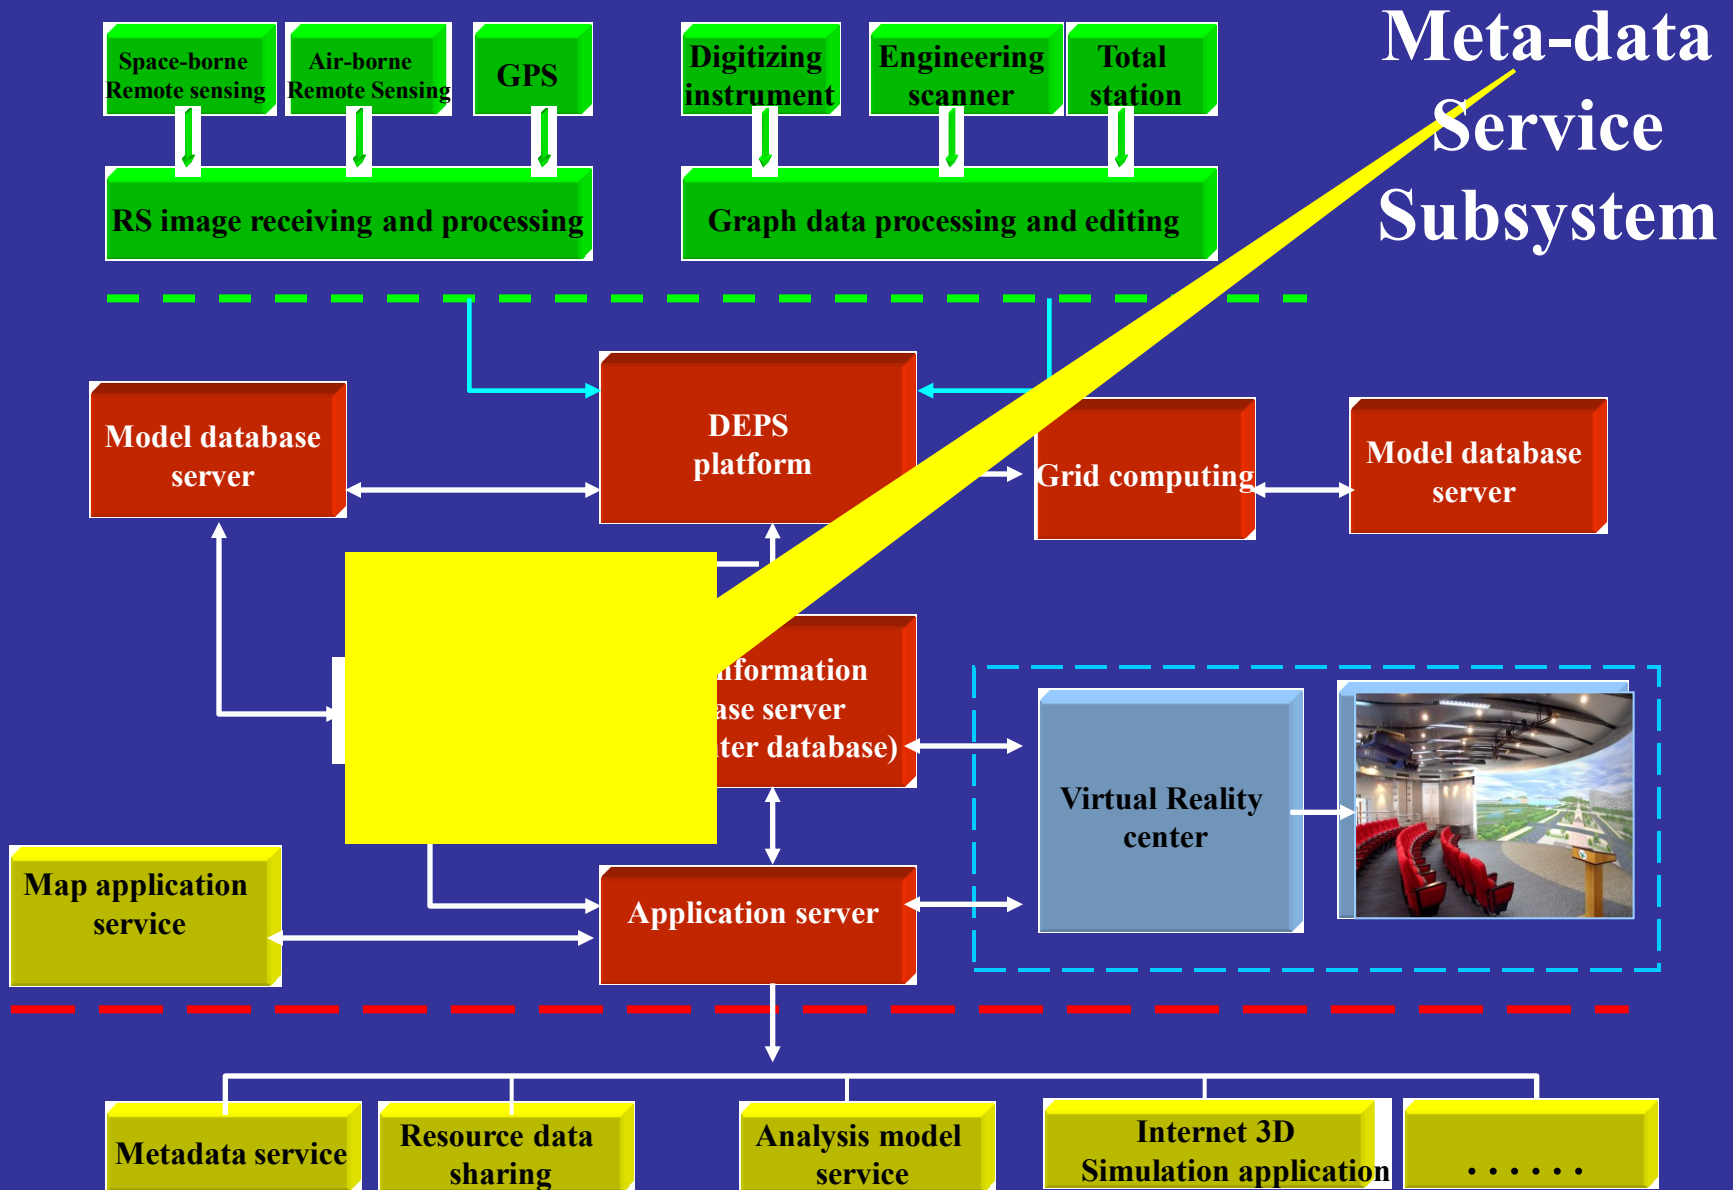 Meta-data
Service
Subsystem
Space-borne
Remote sensing
Air-borne
Remote Sensing
GPS
Digitizing
instrument
Engineering
scanner
Total
station
RS image receiving and processing
Graph data processing and editing
Model database
server
DEPS
platform
Grid computing
Model database
server
server
database)
Virtual Reality
center
Map application
service
Application server
Metadata service
Resource data
sharing
Analysis model
service
Internet 3D
Simulation application
......